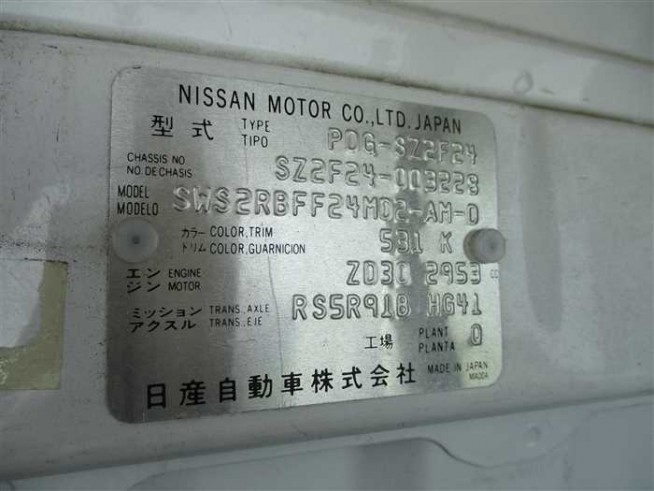 NISSAN MOTOR CO.,LTD. JAPAN
型式 TYPE TIPO PDG-SZ2F24
CHASSIS NO NO. DE CHASIS SZ2F24-003228
MODEL MODELO SWS2RBFF24MD2-AM-0
カラー COLOR, TRIM トリム COLOR, GUARNICION 531 K
エンジン ENGINE MOTOR ZD30 2953 cc
ミッション アクスル TRANS., AXLE TRANS., EJE RS5R91B HG41
工場 PLANT PLANTA 0
日産自動車株式会社 MADE IN JAPAN